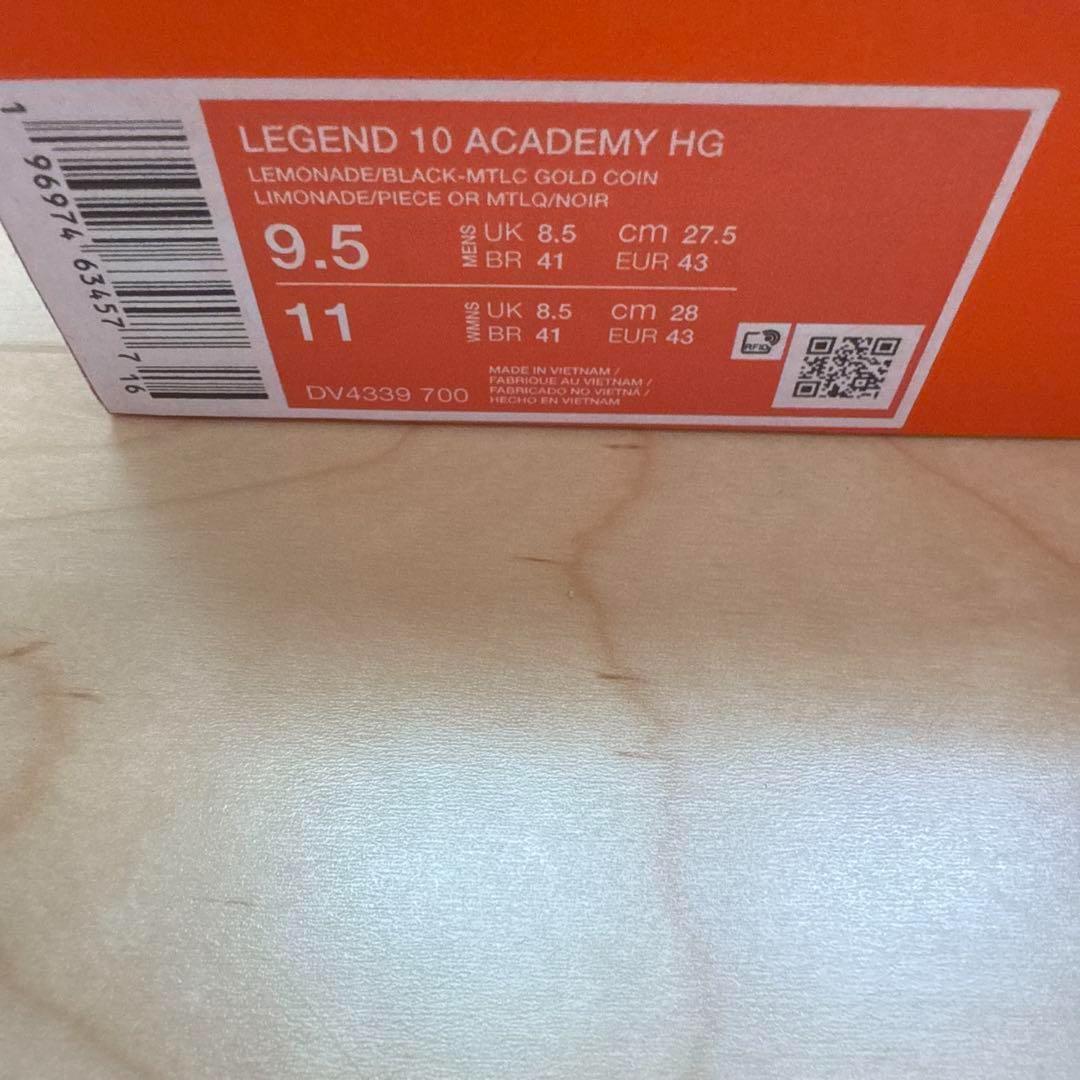 LEGEND 10 ACADEMY HG
LEMONADE/BLACK-MTLC GOLD COIN
LIMONADE/PIECE OR MTLQ/NOIR
9.5 MENS UK 8.5 cm 27.5
BR 41 EUR 43
11 WMNS UK 8.5 cm 28
BR 41 EUR 43
DV4339 700
MADE IN VIETNAM /
FABRIQUE AU VIETNAM /
FABRICADO NO VIETNÃ /
HECHO EN VIETNAM
RFID
1 96974 63457 7 16